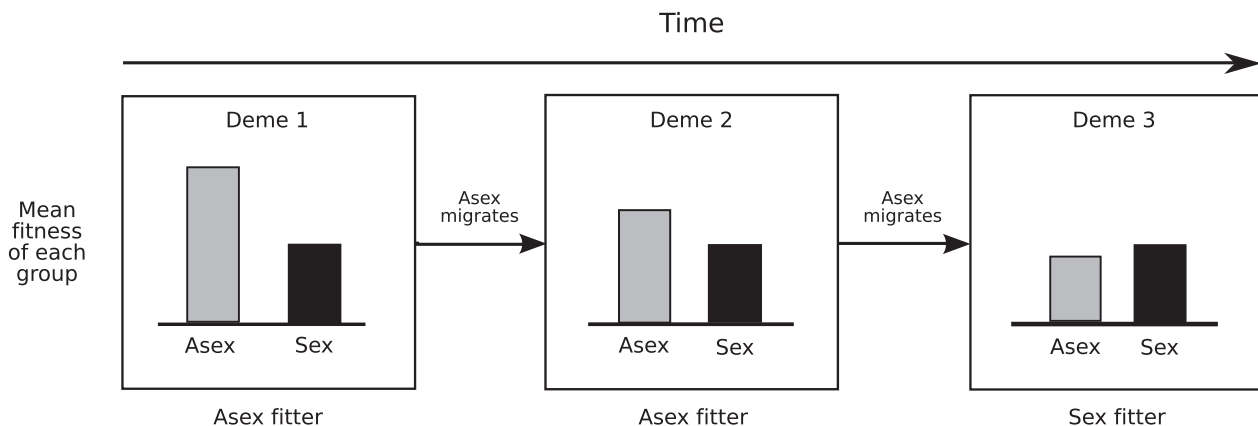 Time
Deme 1
Deme 2
Deme 3
Mean
fitness
of each
group
Asex
migrates
Asex
migrates
Asex
Sex
Asex
Sex
Asex
Sex
Asex fitter
Asex fitter
Sex fitter